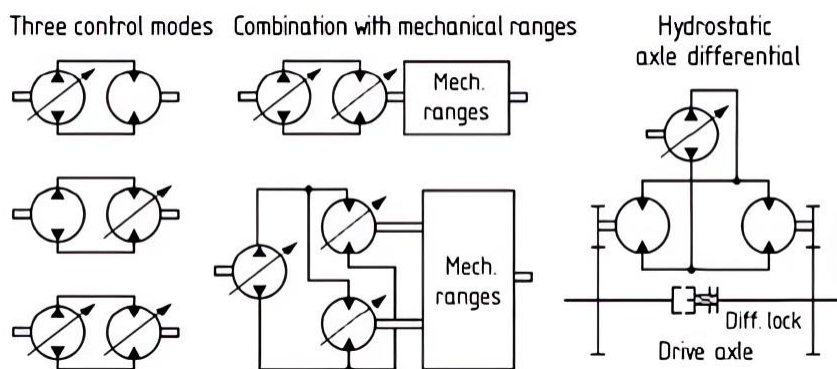 Three control modes
Combination with mechanical ranges
Hydrostatic
axle differential
Mech.
ranges
Mech.
ranges
Diff. lock
Drive axle